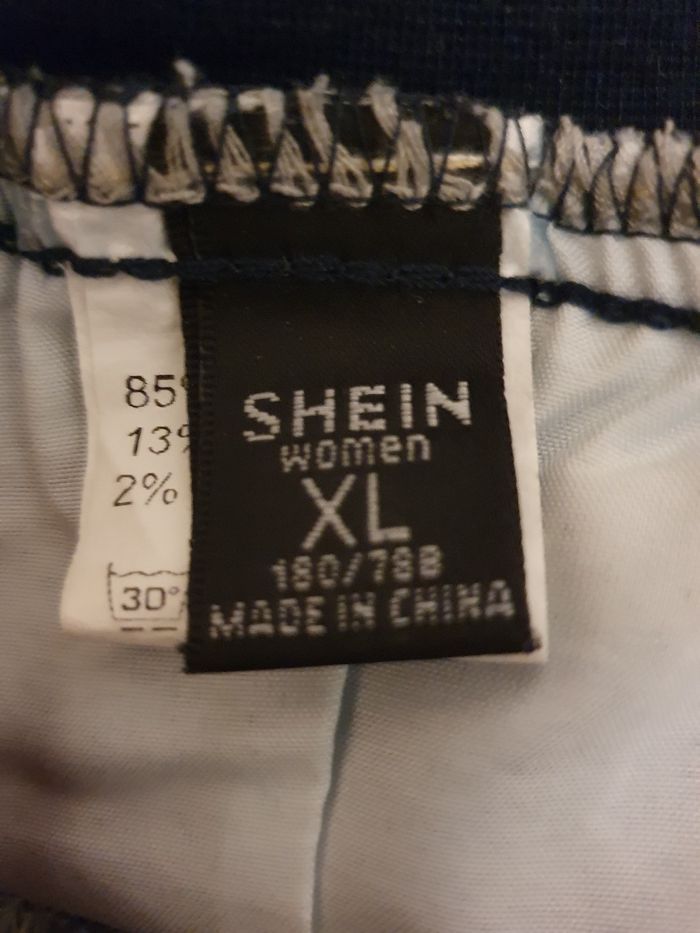 SHEIN
women
XL
180/78B
MADE IN CHINA
85%
13%
2%
30°